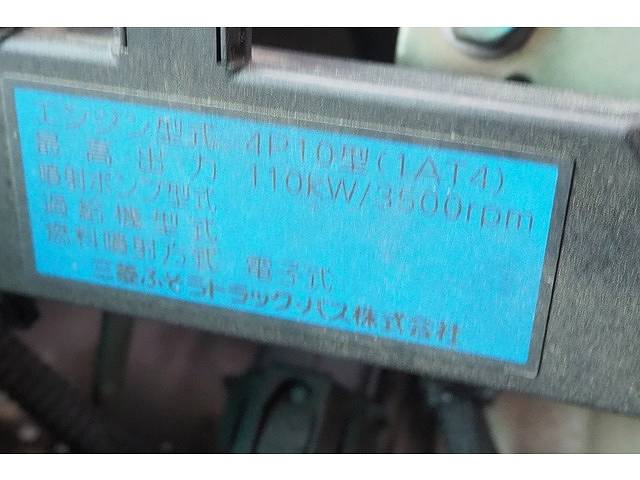 エンジン型式 4P10型(1AT4)
最高出力 110kW/3500rpm
噴射ポンプ型式
過給機型式
燃料噴射方式 電子式
三菱ふそうトラック・バス株式会社